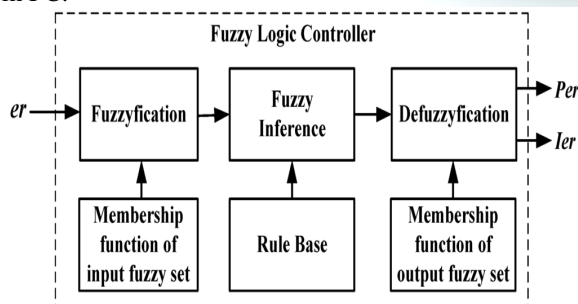 Fuzzy Logic Controller
er
Fuzzyfication
Fuzzy
Inference
Defuzzyfication
Per
Ier
Membership
function of
input fuzzy set
Rule Base
Membership
function of
output fuzzy set